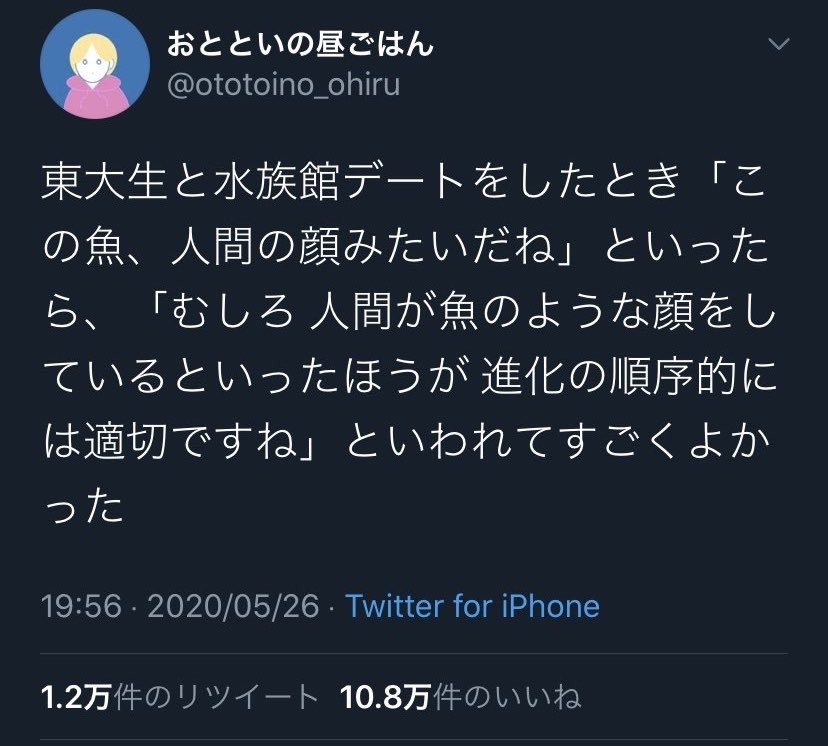 おとといの昼ごはん
@ototoino_ohiru
東大生と水族館デートをしたとき「こ
の魚、人間の顔みたいだね」といった
ら、「むしろ 人間が魚のような顔をし
ているといったほうが 進化の順序的に
は適切ですね」といわれてすごくよか
った
19:56 · 2020/05/26 · Twitter for iPhone
1.2万件のリツイート 10.8万件のいいね